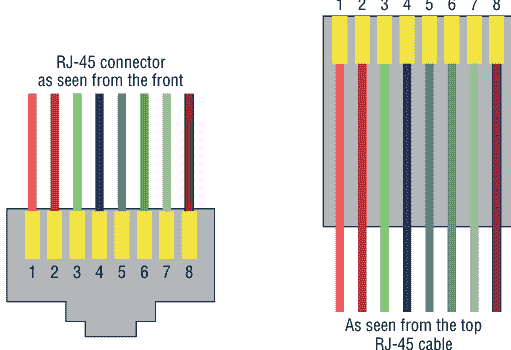 RJ-45 connector
as seen from the front
1 2 3 4 5 6 7 8
1 2 3 4 5 6 7 8
As seen from the top
RJ-45 cable